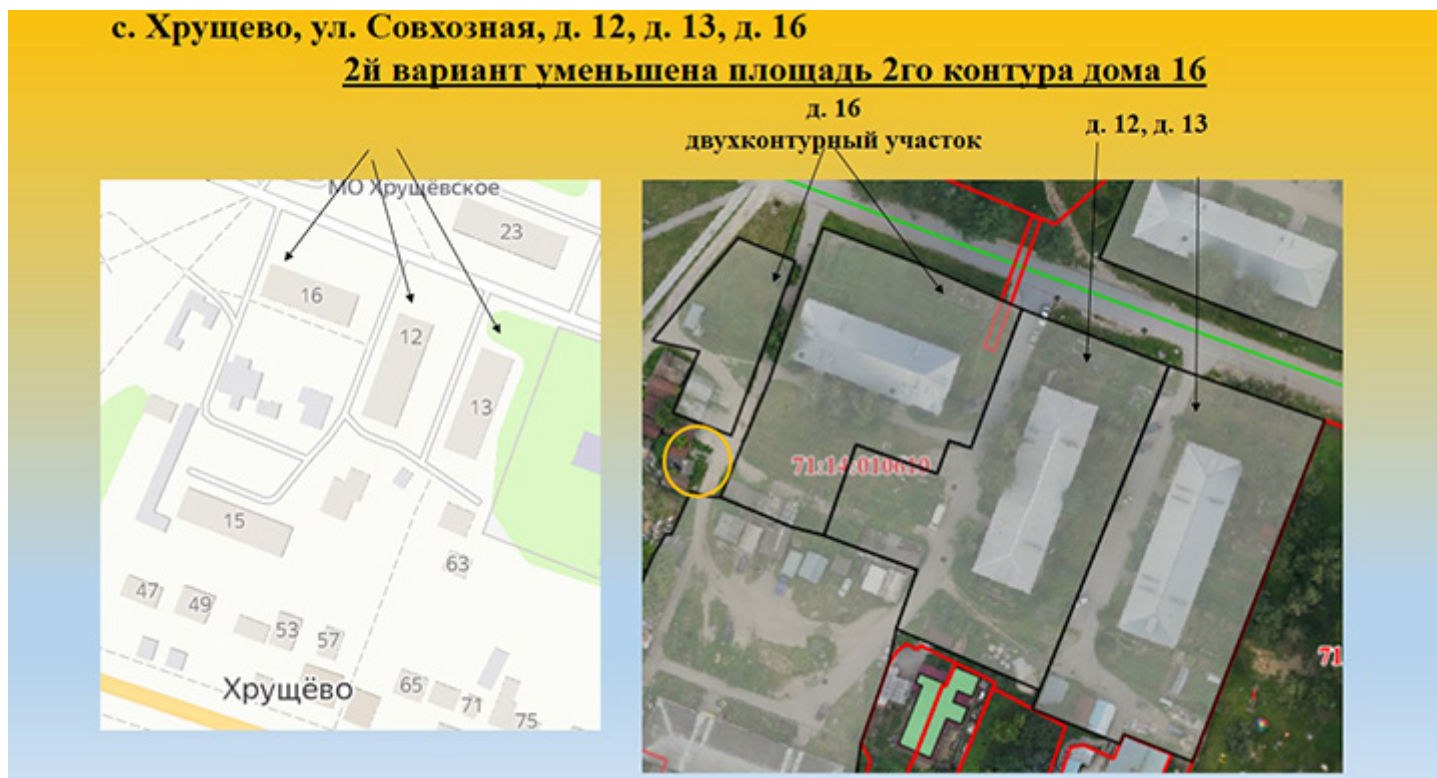 с. Хрущево, ул. Совхозная, д. 12, д. 13, д. 16
2й вариант уменьшена площадь 2го контура дома 16
д. 16
двухконтурный участок
д. 12, д. 13
МО Хрущёвское
23
16
12
13
15
63
47
49
53
57
Хрущёво
65
71
75
71:14:010610
71